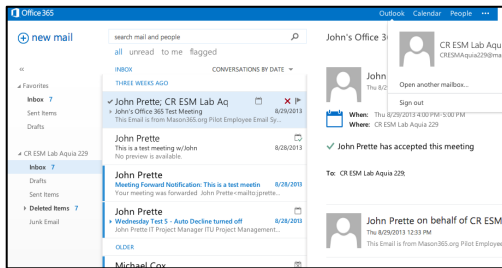 Office 365
Outlook Calendar People •••
new mail
« 
Favorites
Inbox 7
Sent Items
Drafts
CR ESM Lab Aquia 229
Inbox 7
Drafts
Sent Items
Deleted Items 7
Junk Email
search mail and people
all unread to me flagged
INBOX CONVERSATIONS BY DATE
THREE WEEKS AGO
John Prette; CR ESM Lab Aq
John's Office 365 Test Meeting 8/29/2013
This Email is from Mason365.org Pilot Employee Email Sy...
John Prette
This is a test meeting w/John 8/28/2013
No preview is available.
John Prette
Meeting Forward Notification: This is a test meetin 8/28/2013
Your meeting was forwarded John Prette<mailto:jprette...
John Prette
Wednesday Test 5 - Auto Decline turned off 8/28/2013
John Prette IT Project Manager ITU Project Management...
OLDER
Michael Cox
John's Office 3
CR ESM Lab Aqu
CRESMAquia229@ma
Open another mailbox...
Sign out
John
Thu 8/2
When: Thu 8/29/2013 4:00 PM-5:00 PM
Where: CR ESM Lab Aquia 229
John Prette has accepted this meeting
To: CR ESM Lab Aquia 229;
John Prette on behalf of CR ESM
Thu 8/29/2013 12:33 PM
This Email is from Mason365.org Pilot Employee